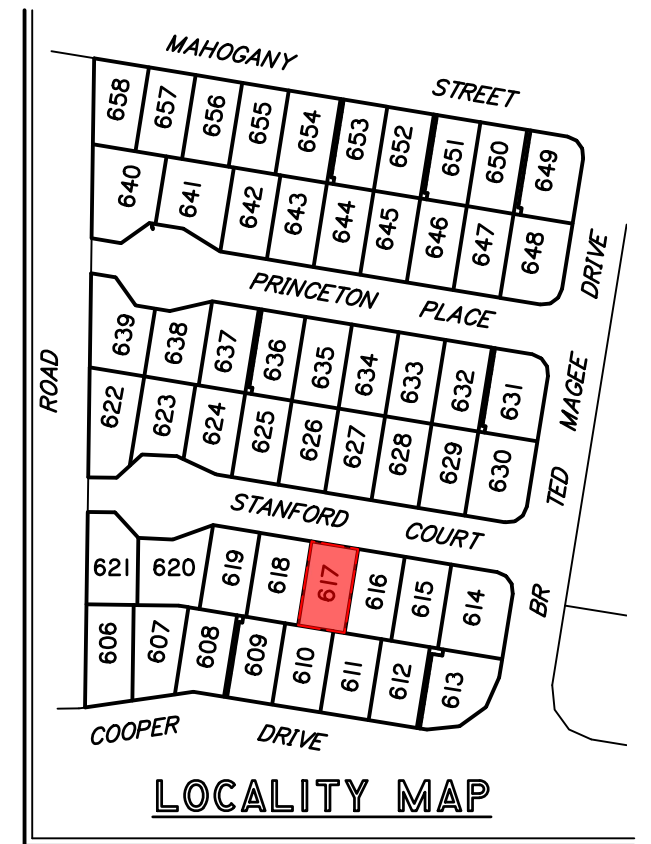 MAHOGANY STREET
658 657 656 655 654 653 652 651 650 649
640 641 642 643 644 645 646 647 648
DRIVE
PRINCETON PLACE
639 638 637 636 635 634 633 632 631
ROAD
MAGEE
622 623 624 625 626 627 628 629 630
TED
STANFORD COURT
621 620 619 618 617 616 615 614
BR
606 607 608 609 610 611 612 613
COOPER DRIVE
LOCALITY MAP